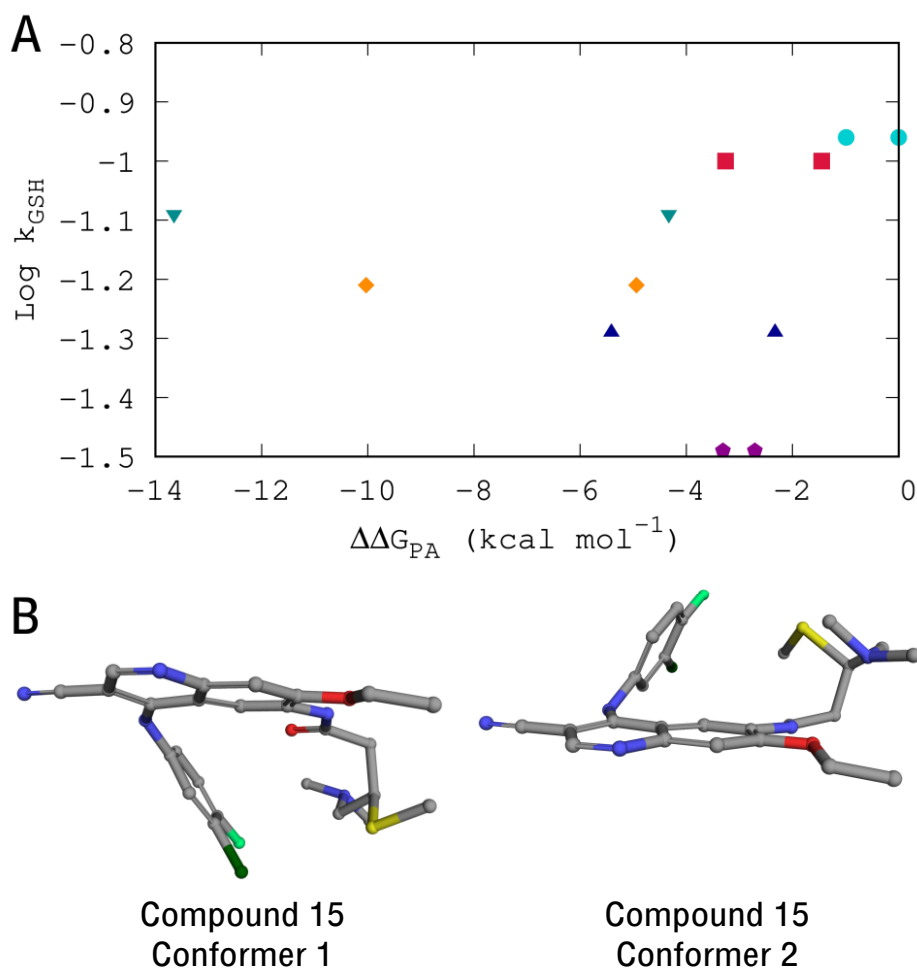 A
−0.8
−0.9
−1
−1.1
−1.2
−1.3
−1.4
−1.5
Log k_GSH
−14 −12 −10 −8 −6 −4 −2 0
ΔΔG_PA (kcal mol⁻¹)
B
Compound 15
Conformer 1
Compound 15
Conformer 2